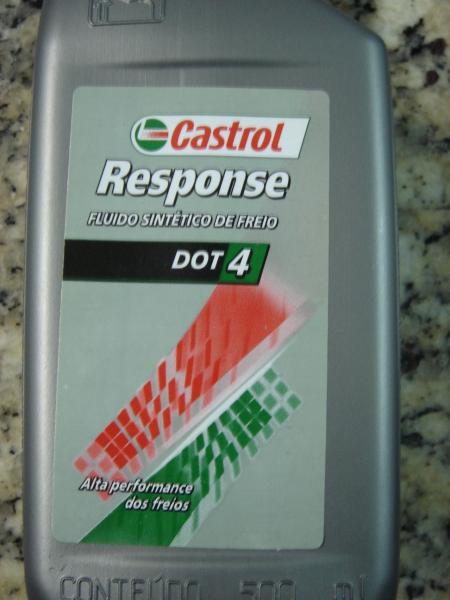 Castrol
Response
FLUIDO SINTÉTICO DE FREIO
DOT 4
Alta performance
dos freios
CONTEÚDO 500 ml